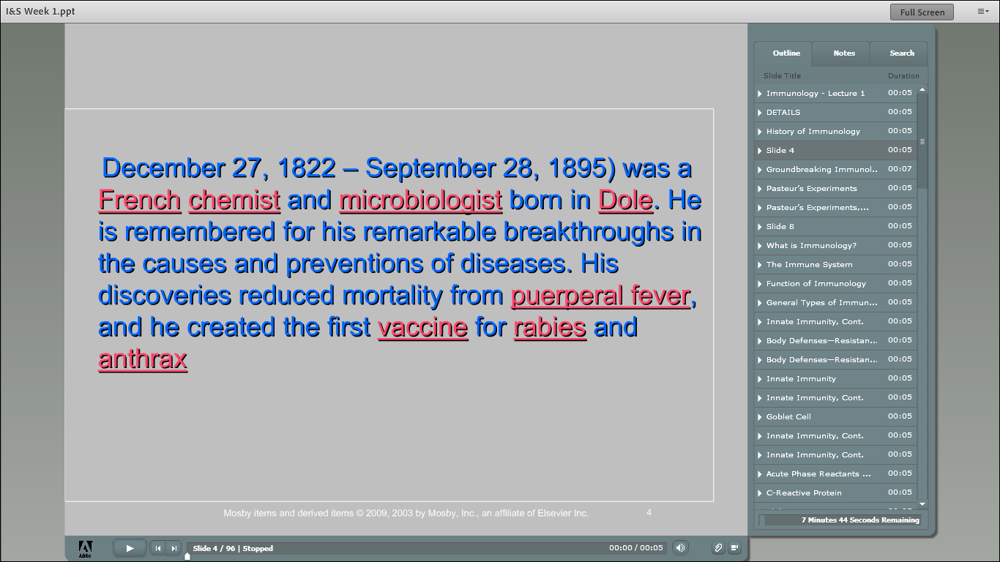 I&S Week 1.ppt
Full Screen
December 27, 1822 – September 28, 1895) was a
French chemist and microbiologist born in Dole. He
is remembered for his remarkable breakthroughs in
the causes and preventions of diseases. His
discoveries reduced mortality from puerperal fever,
and he created the first vaccine for rabies and
anthrax
Mosby items and derived items © 2009, 2003 by Mosby, Inc., an affiliate of Elsevier Inc.
4
Outline Notes Search
Slide Title Duration
Immunology - Lecture 1 00:05
DETAILS 00:05
History of Immunology 00:05
Slide 4 00:05
Groundbreaking Immunol.. 00:07
Pasteur's Experiments 00:05
Pasteur's Experiments,... 00:05
Slide 8 00:05
What is Immunology? 00:05
The Immune System 00:05
Function of Immunology 00:05
General Types of Immun... 00:05
Innate Immunity, Cont. 00:05
Body Defenses—Resistan... 00:05
Body Defenses—Resistan... 00:05
Innate Immunity 00:05
Innate Immunity, Cont. 00:05
Goblet Cell 00:05
Innate Immunity, Cont. 00:05
Innate Immunity, Cont. 00:05
Acute Phase Reactants ... 00:05
C-Reactive Protein 00:05
7 Minutes 44 Seconds Remaining
Adobe
Slide 4 / 96 | Stopped
00:00 / 00:05